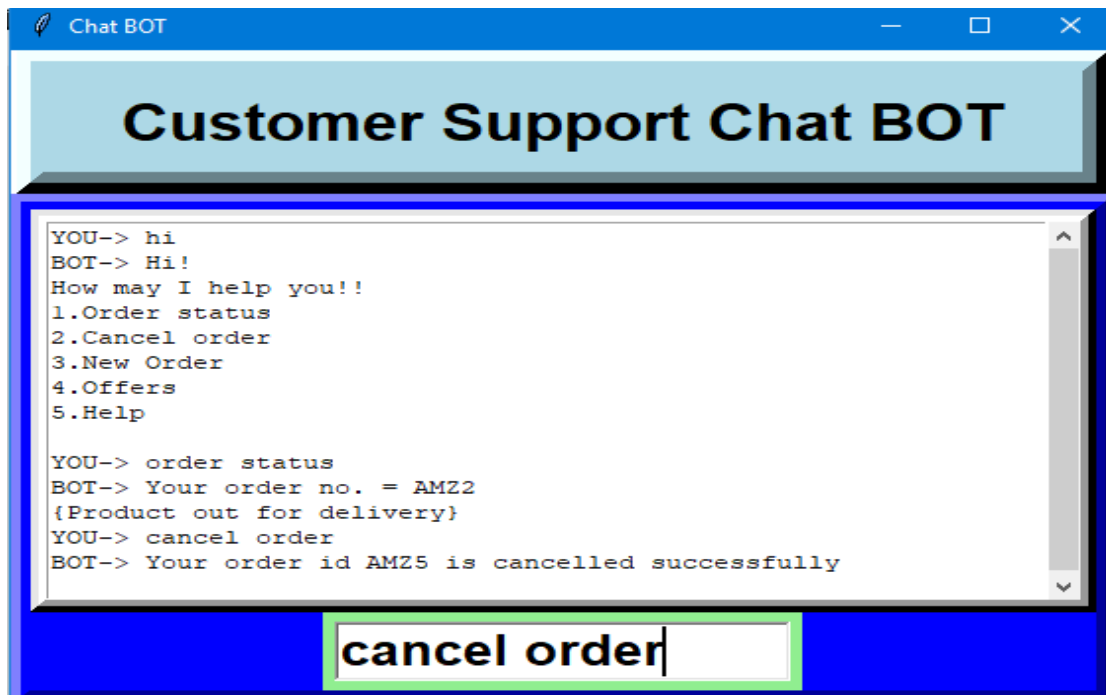 Chat BOT
Customer Support Chat BOT
YOU-> hi
BOT-> Hi!
How may I help you!!
1.Order status
2.Cancel order
3.New Order
4.Offers
5.Help
YOU-> order status
BOT-> Your order no. = AMZ2
{Product out for delivery}
YOU-> cancel order
BOT-> Your order id AMZ5 is cancelled successfully
cancel order